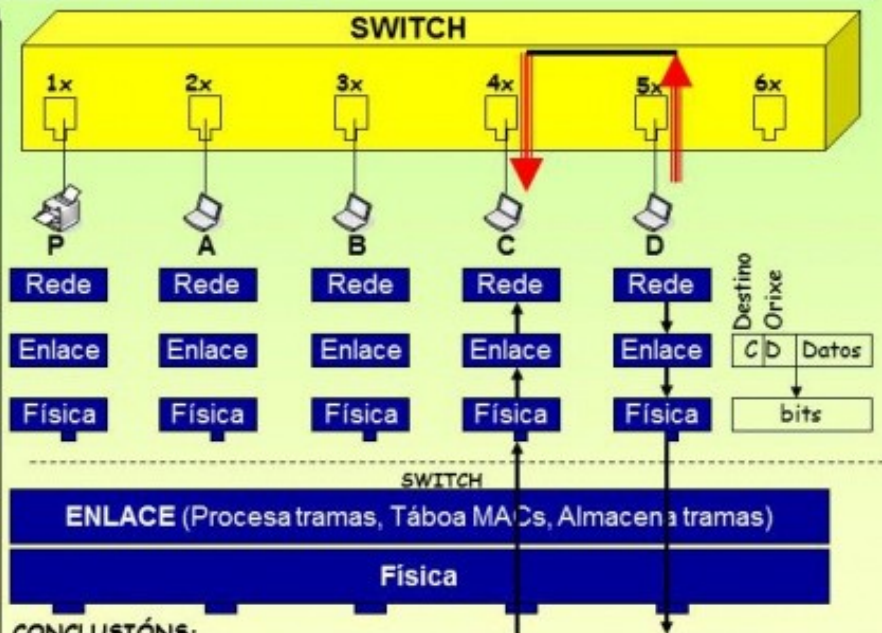 SWITCH
1x 2x 3x 4x 5x 6x
P A B C D
Rede Rede Rede Rede Rede
Destino
Orixe
Enlace Enlace Enlace Enlace Enlace
C D Datos
Física Física Física Física Física
bits
SWITCH
ENLACE (Procesa tramas, Táboa MACs, Almacena tramas)
Física
CONCLUSIÓNS: